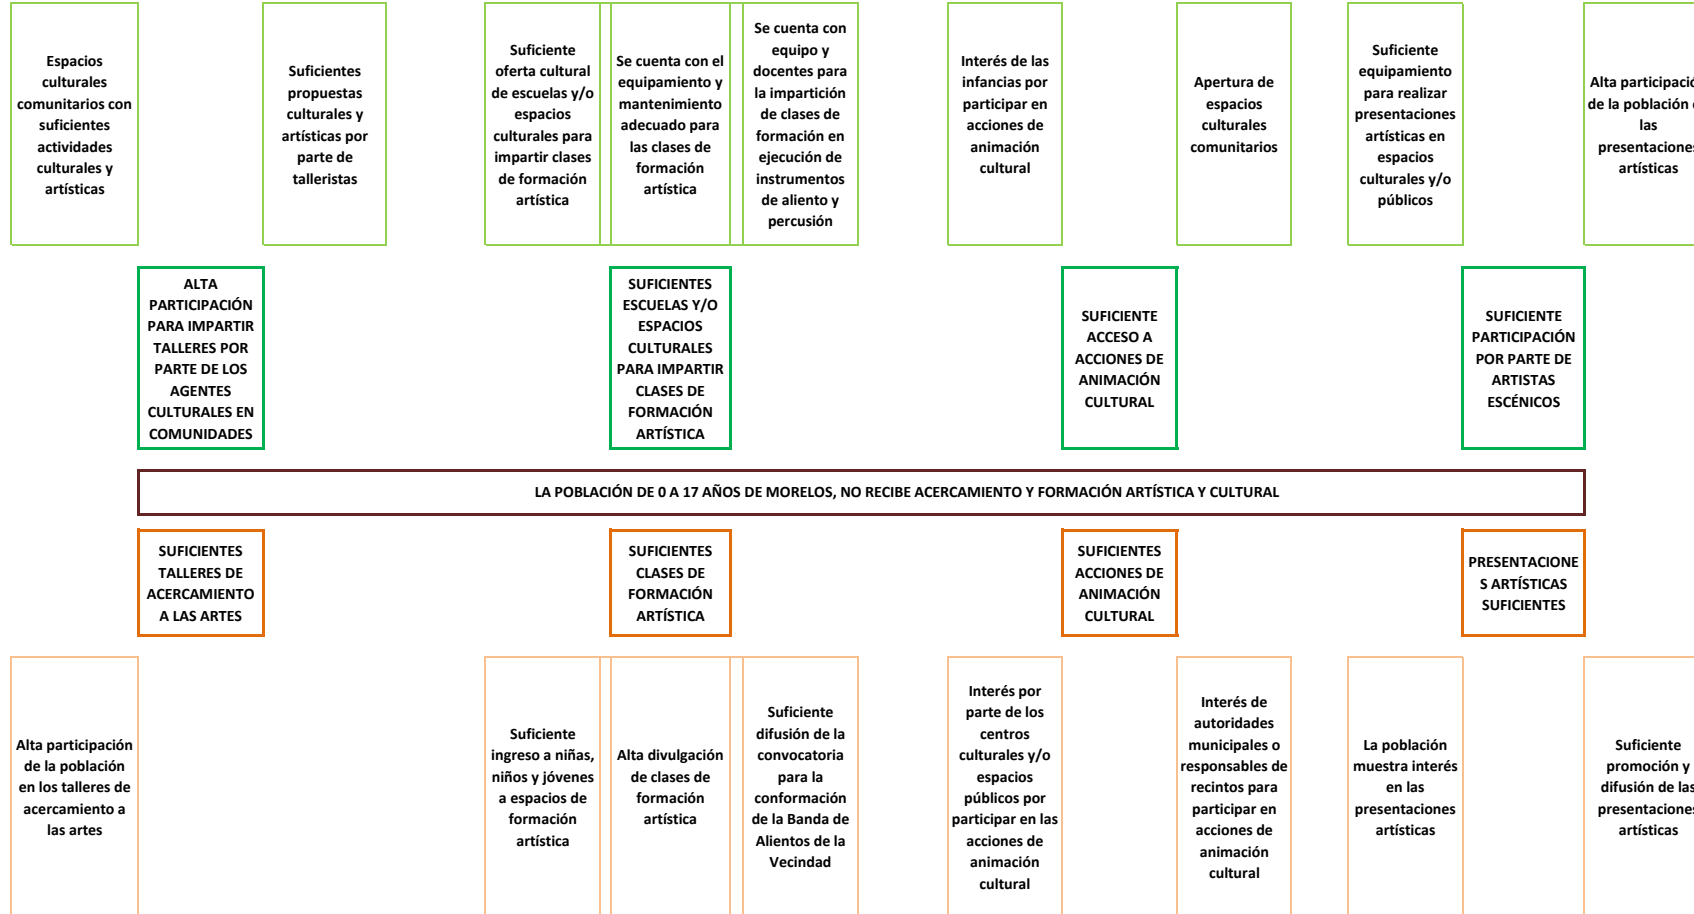 Espacios
culturales
comunitarios con
suficientes
actividades
culturales y
artísticas
Suficientes
propuestas
culturales y
artísticas por
parte de
talleristas
Suficiente
oferta cultural
de escuelas y/o
espacios
culturales para
impartir clases
de formación
artística
Se cuenta con el
equipamiento y
mantenimiento
adecuado para
las clases de
formación
artística
Se cuenta con
equipo y
docentes para
la impartición
de clases de
formación en
ejecución de
instrumentos
de aliento y
percusión
Interés de las
infancias por
participar en
acciones de
animación
cultural
Apertura de
espacios
culturales
comunitarios
Suficiente
equipamiento
para realizar
presentaciones
artísticas en
espacios
culturales y/o
públicos
Alta
de la población
las
artísticas
ALTA
PARTICIPACIÓN
PARA IMPARTIR
TALLERES POR
PARTE DE LOS
AGENTES
CULTURALES EN
COMUNIDADES
SUFICIENTES
ESCUELAS Y/O
ESPACIOS
CULTURALES
PARA IMPARTIR
CLASES DE
FORMACIÓN
ARTÍSTICA
SUFICIENTE
ACCESO A
ACCIONES DE
ANIMACIÓN
CULTURAL
SUFICIENTE
PARTICIPACIÓN
POR PARTE DE
ARTISTAS
ESCÉNICOS
LA POBLACIÓN DE 0 A 17 AÑOS DE MORELOS, NO RECIBE ACERCAMIENTO Y FORMACIÓN ARTÍSTICA Y CULTURAL
SUFICIENTES
TALLERES DE
ACERCAMIENTO
A LAS ARTES
SUFICIENTES
CLASES DE
FORMACIÓN
ARTÍSTICA
SUFICIENTES
ACCIONES DE
ANIMACIÓN
CULTURAL
PRESENTACIONE
S ARTÍSTICAS
SUFICIENTES
Alta participación
de la población
en los talleres de
acercamiento a
las artes
Suficiente
ingreso a niñas,
niños y jóvenes
a espacios de
formación
artística
Alta divulgación
de clases de
formación
artística
Suficiente
difusión de la
convocatoria
para la
conformación
de la Banda de
Alientos de la
Vecindad
Interés por
parte de los
centros
culturales y/o
espacios
públicos por
participar en las
acciones de
animación
cultural
Interés de
autoridades
municipales o
responsables de
recintos para
participar en
acciones de
animación
cultural
La población
muestra interés
en las
presentaciones
artísticas
Suficiente
promoción y
difusión de las
presentaciones
artísticas